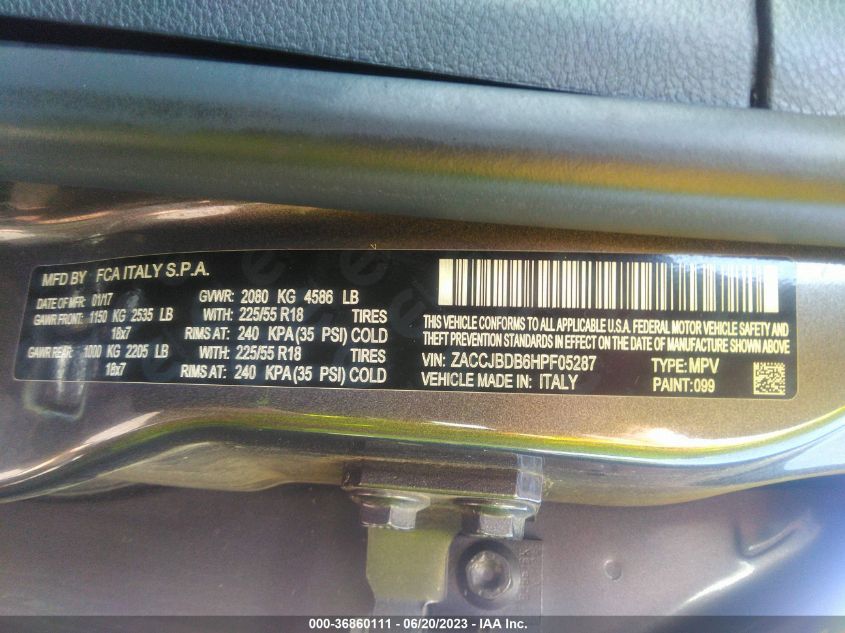 MFD BY FCA ITALY S.P.A.
DATE OF MFR: 01/17 GVWR: 2080 KG 4586 LB
GAWR FRONT: 1150 KG 2535 LB WITH: 225/55 R18 TIRES
18x7 RIMS AT: 240 KPA (35 PSI) COLD
GAWR REAR: 1000 KG 2205 LB WITH: 225/55 R18 TIRES
18x7 RIMS AT: 240 KPA (35 PSI) COLD
THIS VEHICLE CONFORMS TO ALL APPLICABLE U.S.A. FEDERAL MOTOR VEHICLE SAFETY AND
THEFT PREVENTION STANDARDS IN EFFECT ON THE DATE OF MANUFACTURE SHOWN ABOVE.
VIN: ZACCJBDB6HPF05287 TYPE: MPV
VEHICLE MADE IN: ITALY PAINT: 099
000-36860111 - 06/20/2023 - IAA Inc.